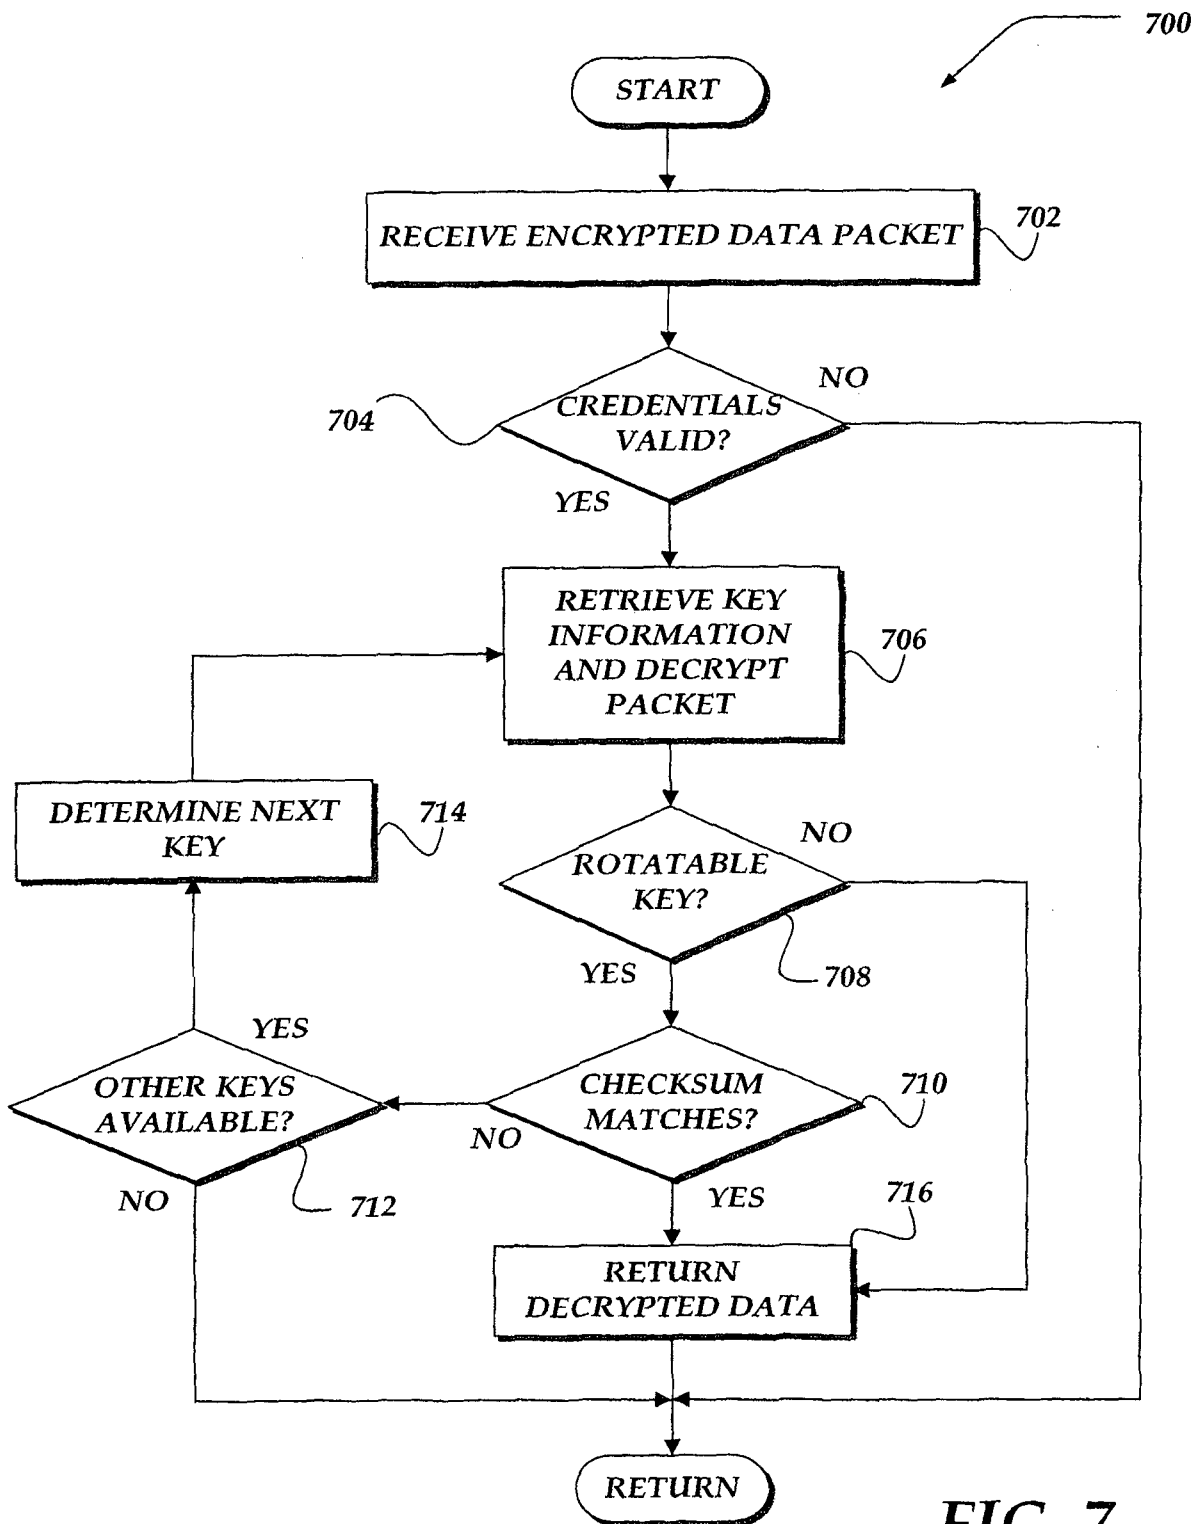 700
START
RECEIVE ENCRYPTED DATA PACKET
702
NO
CREDENTIALS
VALID?
704
YES
RETRIEVE KEY
INFORMATION
AND DECRYPT
PACKET
706
DETERMINE NEXT
KEY
714
NO
ROTATABLE
KEY?
YES
708
YES
OTHER KEYS
AVAILABLE?
CHECKSUM
MATCHES?
710
NO
NO
712
YES
716
RETURN
DECRYPTED DATA
RETURN
FIG. 7